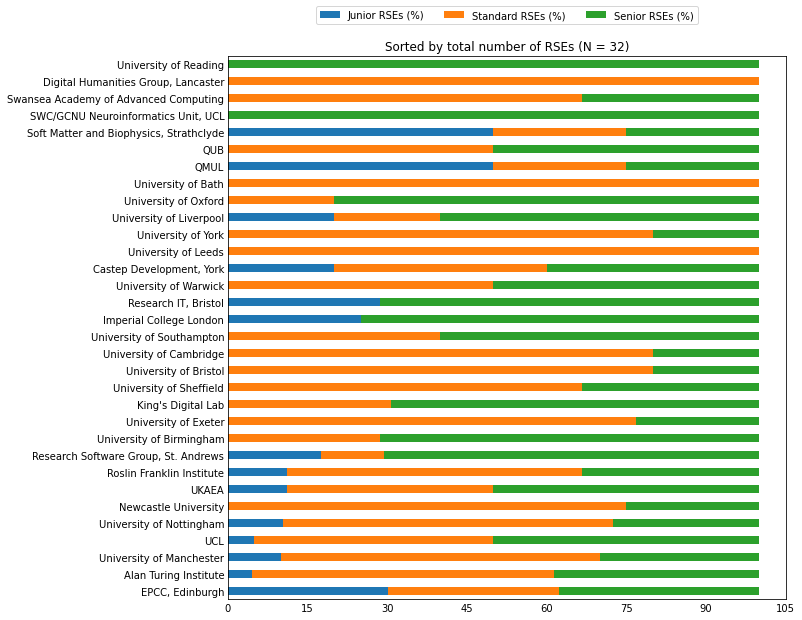 Junior RSEs (%) Standard RSEs (%) Senior RSEs (%)
Sorted by total number of RSEs (N = 32)
University of Reading
Digital Humanities Group, Lancaster
Swansea Academy of Advanced Computing
SWC/GCNU Neuroinformatics Unit, UCL
Soft Matter and Biophysics, Strathclyde
QUB
QMUL
University of Bath
University of Oxford
University of Liverpool
University of York
University of Leeds
Castep Development, York
University of Warwick
Research IT, Bristol
Imperial College London
University of Southampton
University of Cambridge
University of Bristol
University of Sheffield
King's Digital Lab
University of Exeter
University of Birmingham
Research Software Group, St. Andrews
Roslin Franklin Institute
UKAEA
Newcastle University
University of Nottingham
UCL
University of Manchester
Alan Turing Institute
EPCC, Edinburgh
0 15 30 45 60 75 90 105